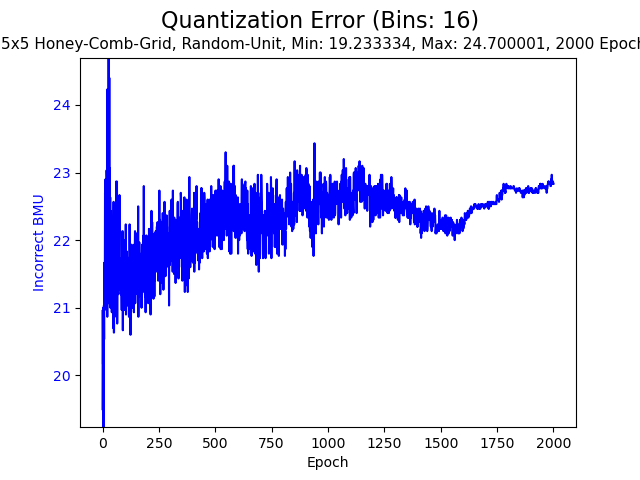 Quantization Error (Bins: 16)
5x5 Honey-Comb-Grid, Random-Unit, Min: 19.233334, Max: 24.700001, 2000 Epoch
24
23
22
21
20
Incorrect BMU
0 250 500 750 1000 1250 1500 1750 2000
Epoch